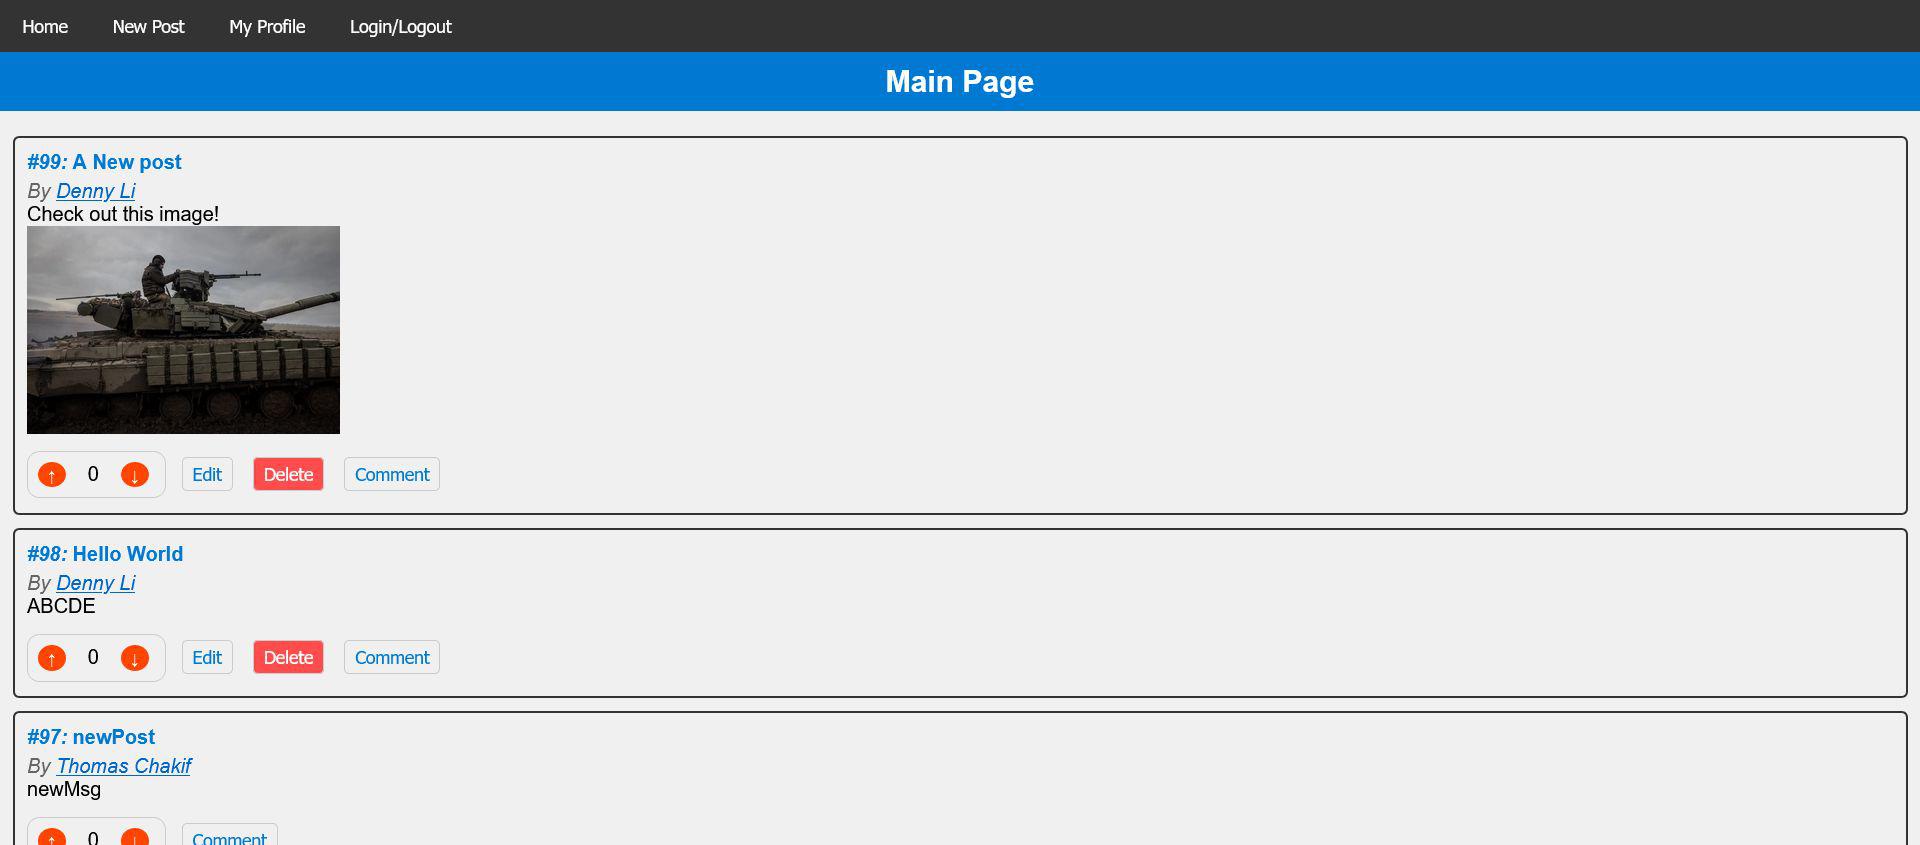 Home New Post My Profile Login/Logout
Main Page
#99: A New post
By Denny Li
Check out this image!
↑ 0 ↓ Edit Delete Comment
#98: Hello World
By Denny Li
ABCDE
↑ 0 ↓ Edit Delete Comment
#97: newPost
By Thomas Chakif
newMsg
↑ 0 ↓ Comment